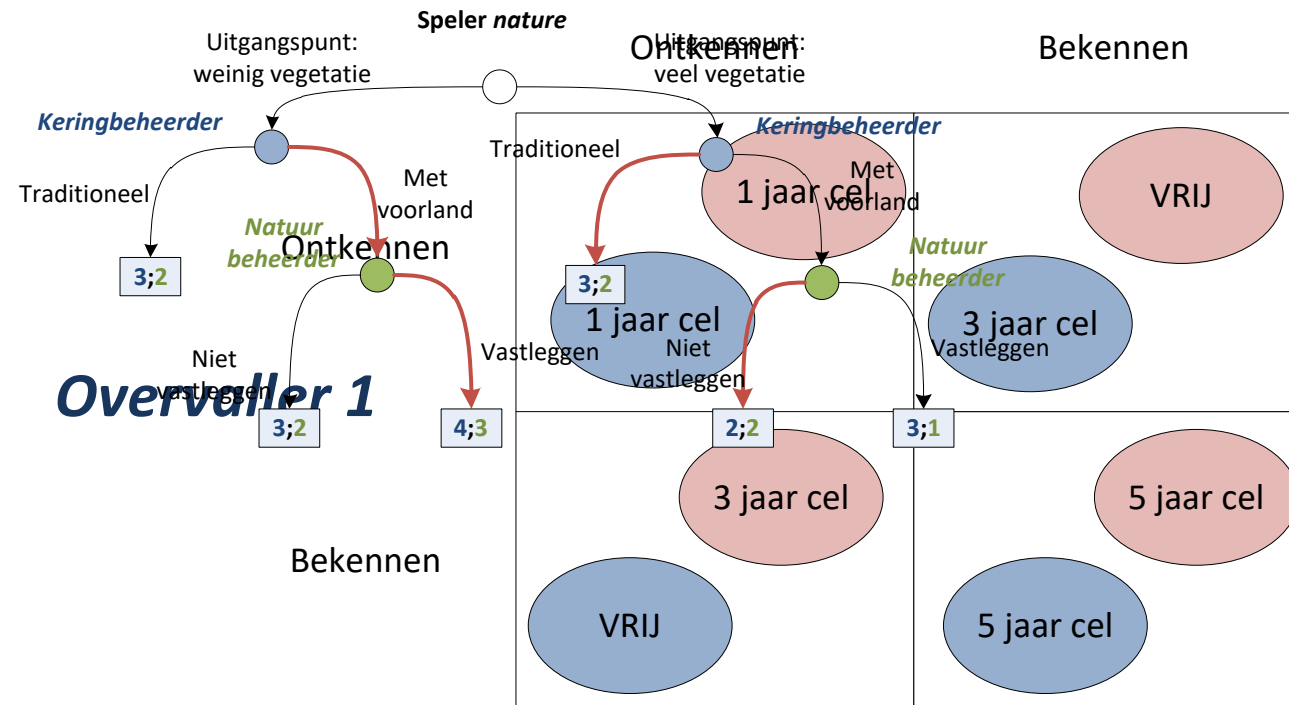 Speler nature
Uitgangspunt:
weinig vegetatie
Uitgangspunt:
veel vegetatie
Ontkennen
Bekennen
Keringbeheerder
Keringbeheerder
Traditioneel
Met
voorland
Traditioneel
Met
voorland
1 jaar cel
VRIJ
Natuur
beheerder
Ontkennen
Natuur
beheerder
3;2
3;2
1 jaar cel
3 jaar cel
Niet
vastleggen
Vastleggen
Niet
vastleggen
Vastleggen
Overvaller 1
3;2
4;3
2;2
3;1
3 jaar cel
5 jaar cel
Bekennen
VRIJ
5 jaar cel